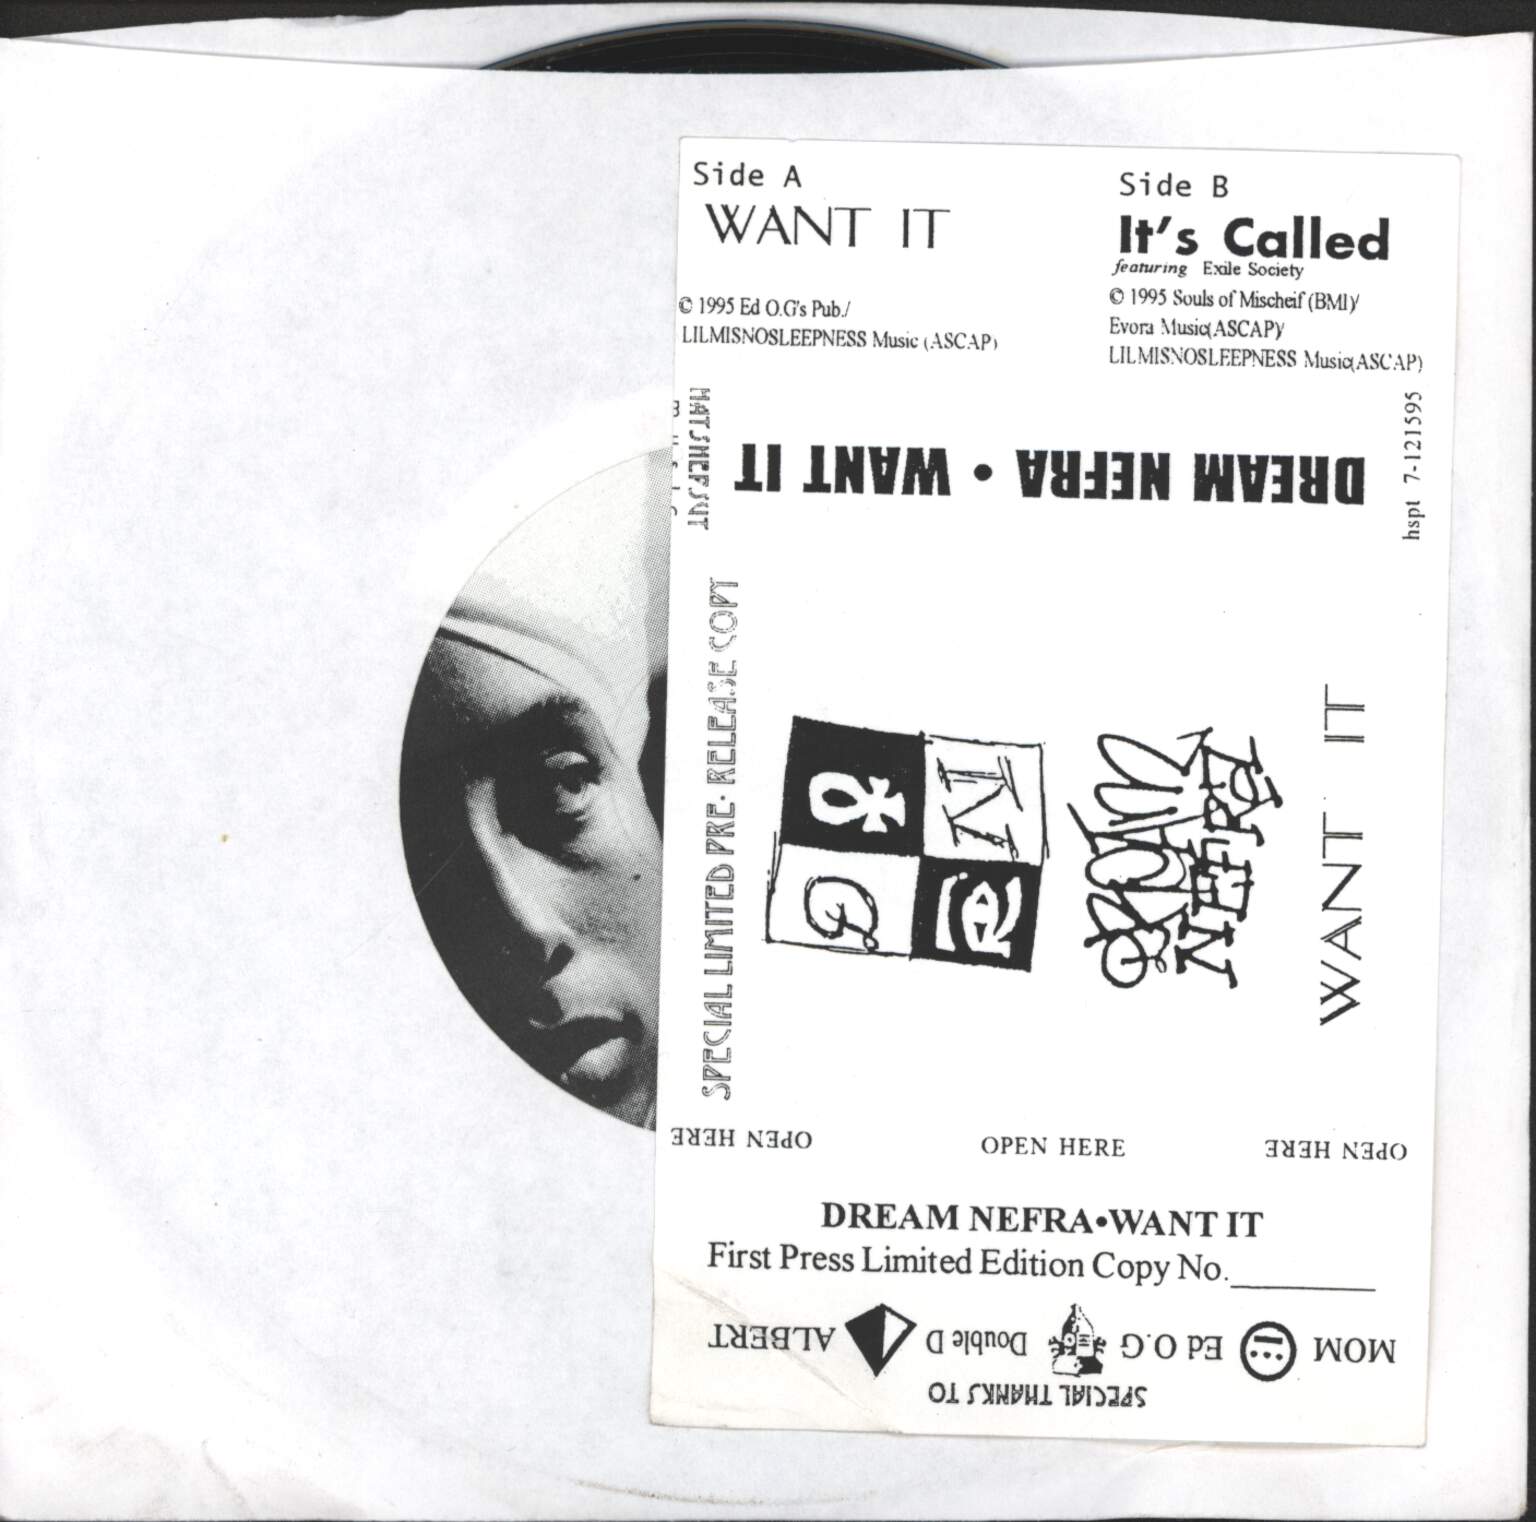 Side A
WANT IT
© 1995 Ed O.G's Pub./
LILMISNOSLEEPNESS Music (ASCAP)
Side B
It's Called
featuring Exile Society
© 1995 Souls of Mischeif (BMI)/
Evora Music(ASCAP)/
LILMISNOSLEEPNESS Music(ASCAP)
HATSHEPSUT
hspt 7-121595
DREAM NEFRA • WANT IT
SPECIAL LIMITED PRE-RELEASE COPY
WANT IT
OPEN HERE
OPEN HERE
OPEN HERE
DREAM NEFRA•WANT IT
First Press Limited Edition Copy No.
SPECIAL THANKS TO
MOM Ed O.G Double D ALBERT